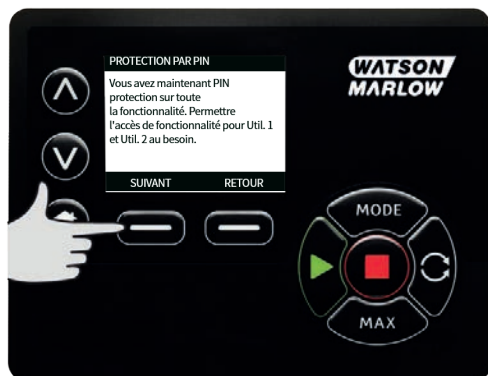 PROTECTION PAR PIN
WATSON
MARLOW
Vous avez maintenant PIN
protection sur toute
la fonctionnalité. Permettre
l'accès de fonctionnalité pour Util. 1
et Util. 2 au besoin.
SUIVANT RETOUR
MODE
MAX